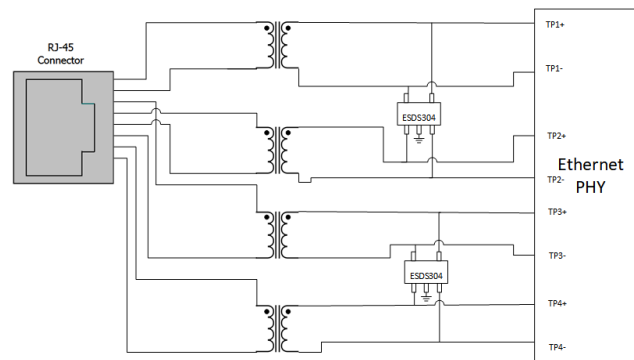 RJ-45
Connector
TP1+
TP1-
ESDS304
TP2+
Ethernet
PHY
TP2-
TP3+
TP3-
ESDS304
TP4+
TP4-